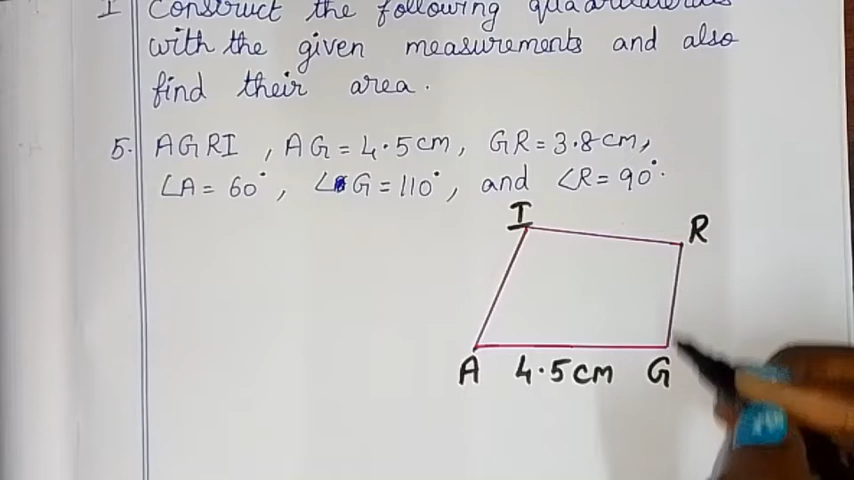 I Construct the following quadrilaterals
with the given measurements and also
find their area.
5. AGRI, AG = 4.5cm, GR = 3.8cm,
∠A = 60°, ∠G = 110°, and ∠R = 90°.
I
R
A 4.5cm G